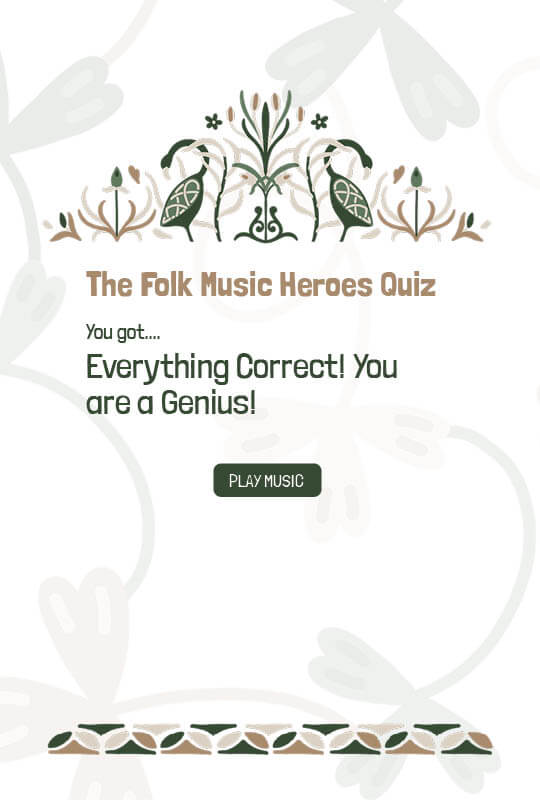 The Folk Music Heroes Quiz
You got....
Everything Correct! You
are a Genius!
PLAY MUSIC